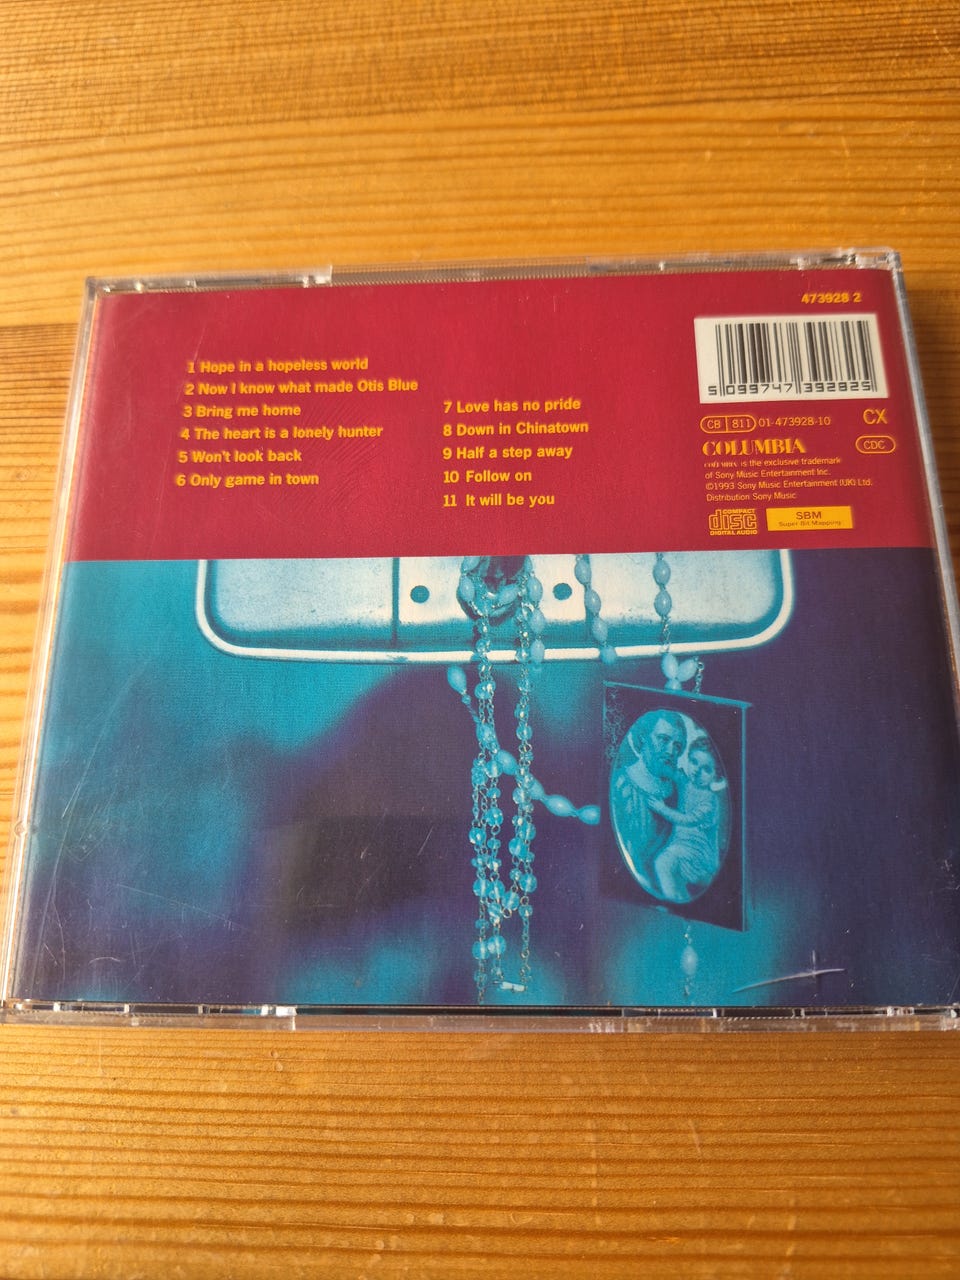 473928 2
1 Hope in a hopeless world
2 Now I know what made Otis Blue
3 Bring me home
4 The heart is a lonely hunter
5 Won't look back
6 Only game in town
7 Love has no pride
8 Down in Chinatown
9 Half a step away
10 Follow on
11 It will be you
5 099747 392825
CB 811 01-473928-10
CX
COLUMBIA
CDC
COLUMBIA is the exclusive trademark
of Sony Music Entertainment Inc.
©1993 Sony Music Entertainment (UK) Ltd.
Distribution Sony Music
COMPACT
disc
DIGITAL AUDIO
SBM
Super Bit Mapping